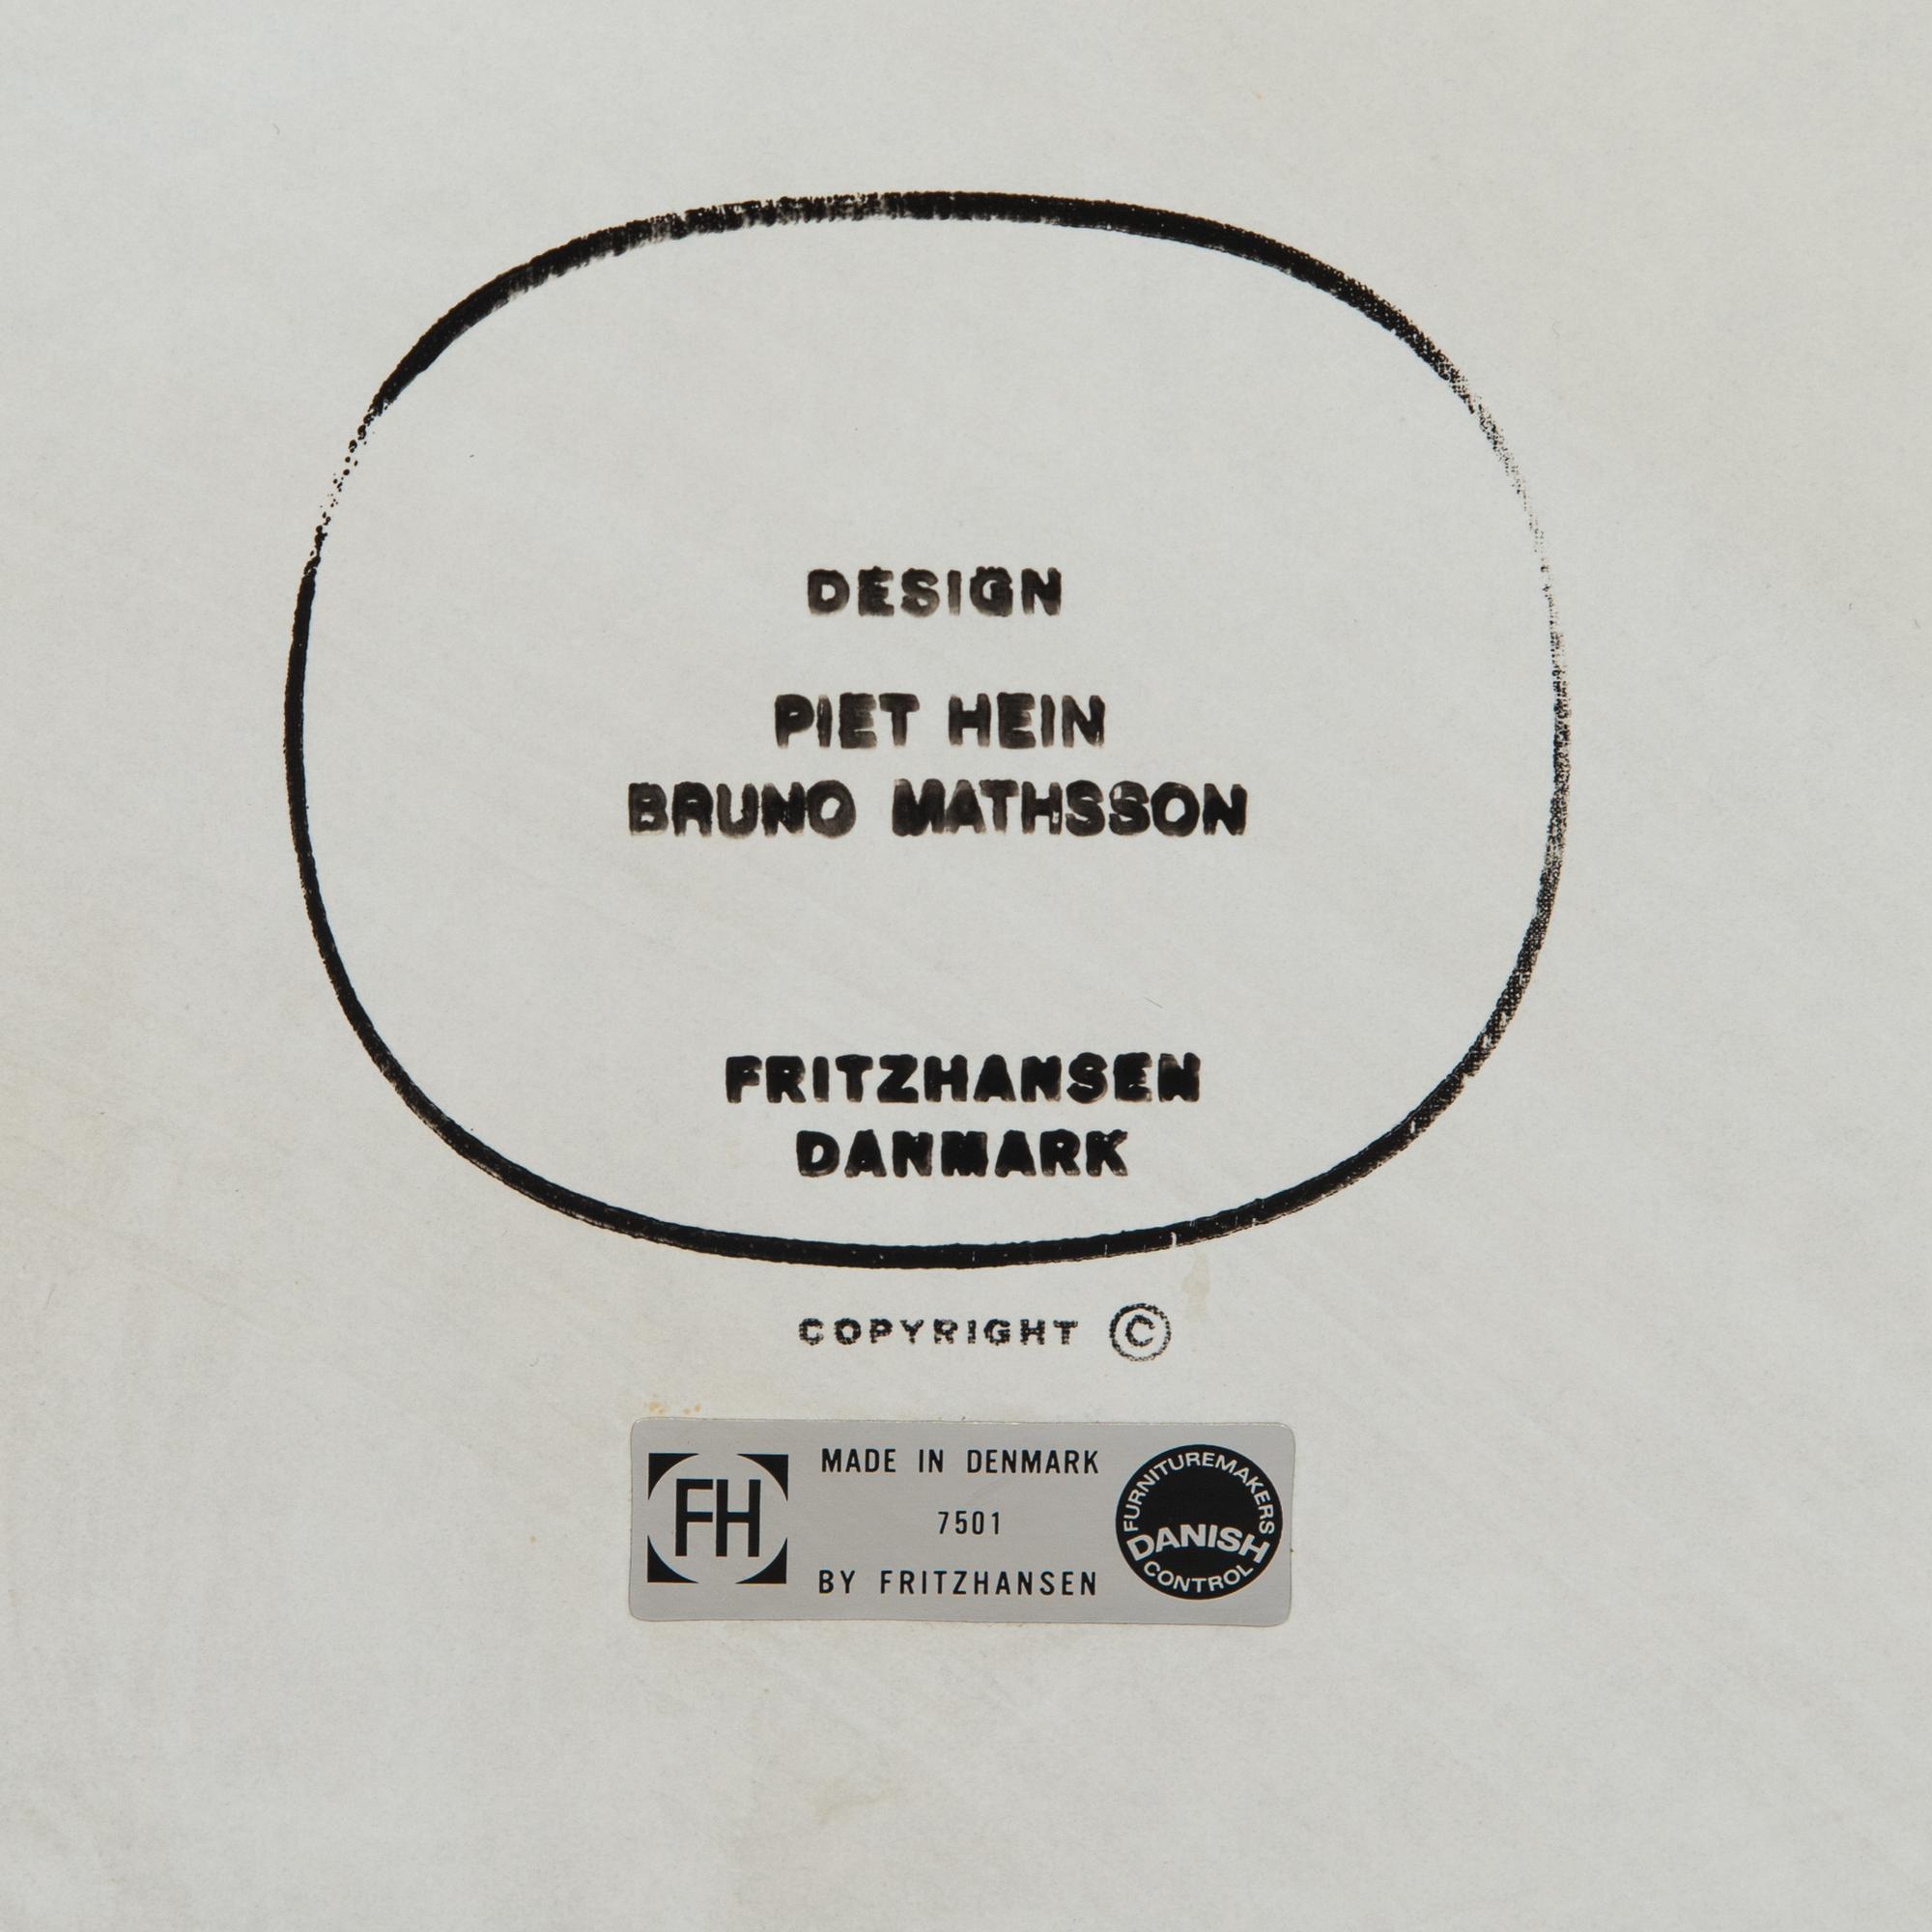 DESIGN
PIET HEIN
BRUNO MATHSSON
FRITZHANSEN
DANMARK
COPYRIGHT ©
FH
MADE IN DENMARK
7501
BY FRITZHANSEN
FURNITUREMAKERS
DANISH
CONTROL